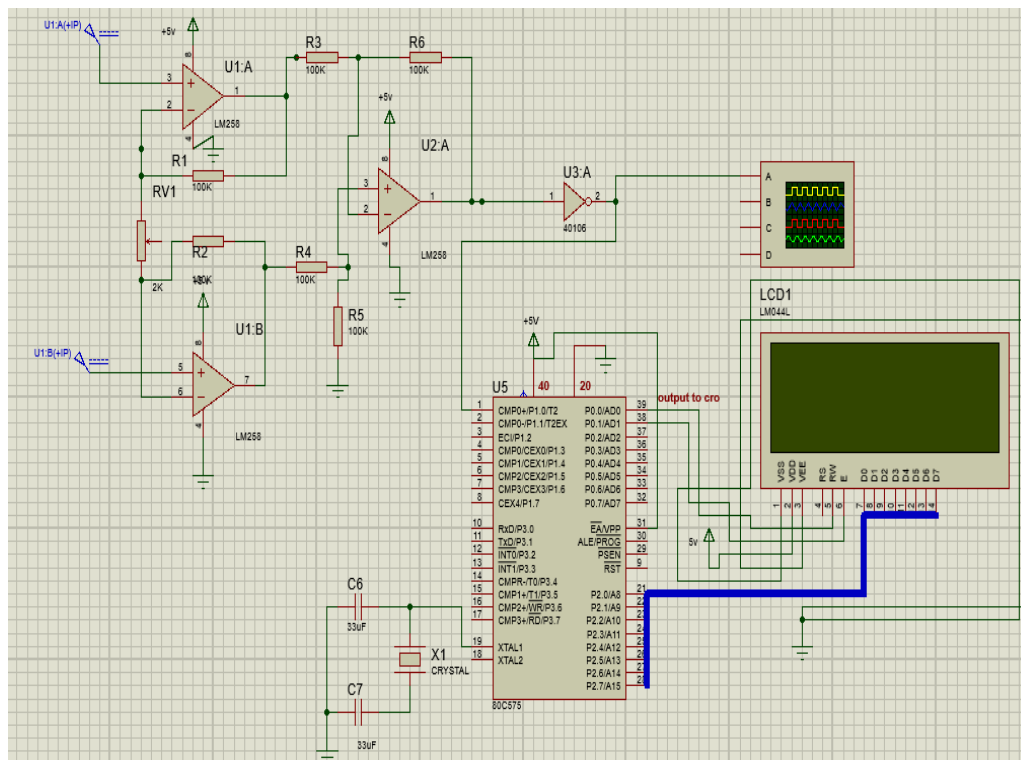 U1:A(+IP)
+5v
8
3
+
U1:A
1
2
−
4
LM258
R3
100K
R6
100K
+5v
8
U2:A
3
+
1
2
−
4
LM258
R1
100K
RV1
2K
R2
R4
100K
R5
100K
U3:A
1
2
40106
A
B
C
D
U1:B(+IP)
U1:B
8
5
+
7
6
−
4
LM258
LCD1
LM044L
VSS
VDD
VEE
RS
RW
E
D0
D1
D2
D3
D4
D5
D6
D7
1
2
3
4
5
6
7
5v
+5V
40
20
output to cro
U5
1 CMP0+/P1.0/T2
2 CMP0-/P1.1/T2EX
3 ECI/P1.2
4 CMP0/CEX0/P1.3
5 CMP1/CEX1/P1.4
6 CMP2/CEX2/P1.5
7 CMP3/CEX3/P1.6
8 CEX4/P1.7
10 RxD/P3.0
11 TxD/P3.1
12 INT0/P3.2
13 INT1/P3.3
14 CMPR-/T0/P3.4
15 CMP1+/T1/P3.5
16 CMP2+/WR/P3.6
17 CMP3+/RD/P3.7
19 XTAL1
18 XTAL2
P0.0/AD0 39
P0.1/AD1 38
P0.2/AD2 37
P0.3/AD3 36
P0.4/AD4 35
P0.5/AD5 34
P0.6/AD6 33
P0.7/AD7 32
EA/VPP 31
ALE/PROG 30
PSEN 29
RST 9
P2.0/A8 21
P2.1/A9
P2.2/A10
P2.3/A11
P2.4/A12
P2.5/A13
P2.6/A14
P2.7/A15
80C575
C6
33uF
X1
CRYSTAL
C7
33uF